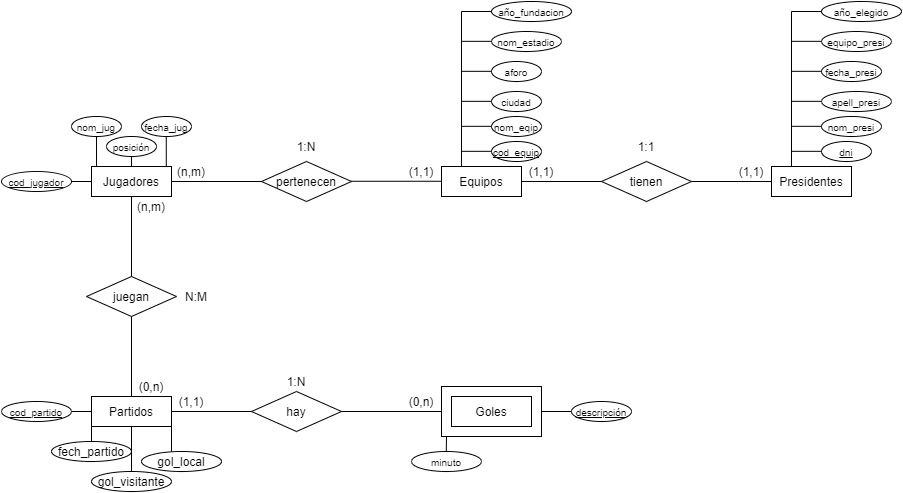 año_fundacion
año_elegido
nom_estadio
equipo_presi
aforo
fecha_presi
ciudad
apell_presi
nom_jug
fecha_jug
nom_eqip
nom_presi
posición
1:N
1:1
cod_equip
dni
cod_jugador
Jugadores
(n,m)
pertenecen
(1,1)
Equipos
(1,1)
tienen
(1,1)
Presidentes
(n,m)
juegan
N:M
(0,n)
1:N
cod_partido
Partidos
(1,1)
hay
(0,n)
Goles
descripción
fech_partido
gol_local
minuto
gol_visitante